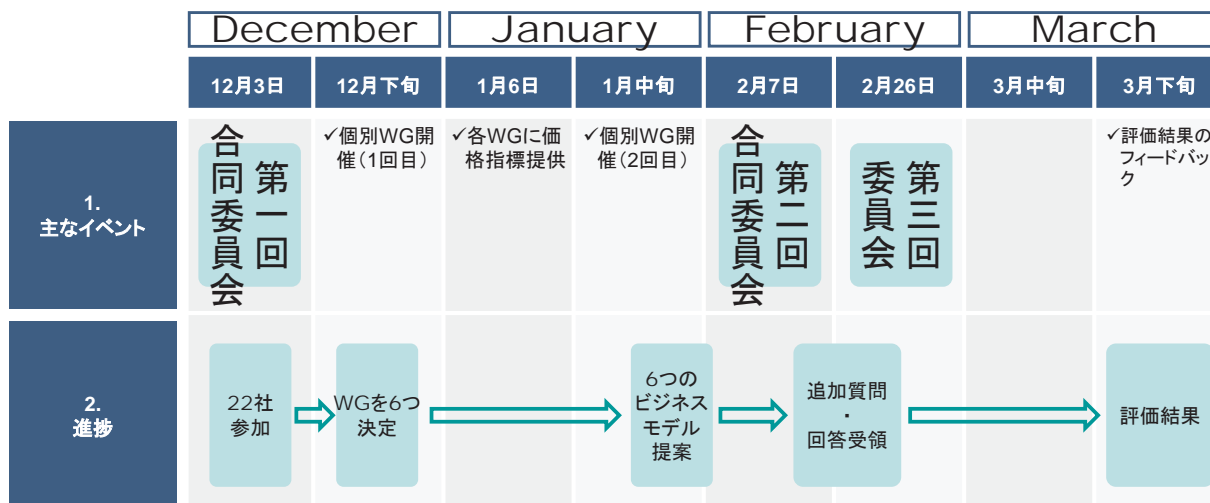 December
January
February
March
12月3日
12月下旬
1月6日
1月中旬
2月7日
2月26日
3月中旬
3月下旬
1.
主なイベント
第一回
合同委員会
✓個別WG開
催(1回目)
✓各WGに価
格指標提供
✓個別WG開
催(2回目)
第二回
合同委員会
第三回
委員会
✓評価結果の
フィードバッ
ク
2.
進捗
22社
参加
WGを6つ
決定
6つの
ビジネス
モデル
提案
追加質問
・
回答受領
評価結果